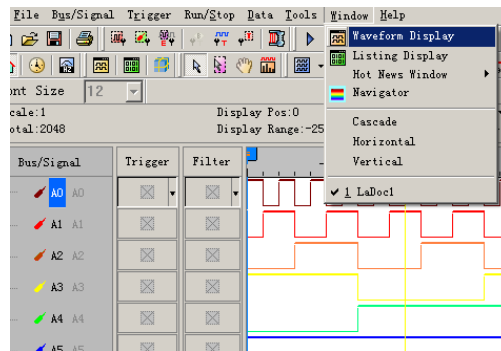 File Bus/Signal Trigger Run/Stop Data Tools Window Help
Waveform Display
Listing Display
Hot News Window
Navigator
Cascade
Horizontal
Vertical
✓ 1 LaDoc1
ont Size 12
cale:1 Display Pos:0
otal:2048 Display Range:-25
Bus/Signal Trigger Filter
A0 A0
A1 A1
A2 A2
A3 A3
A4 A4
A5 A5